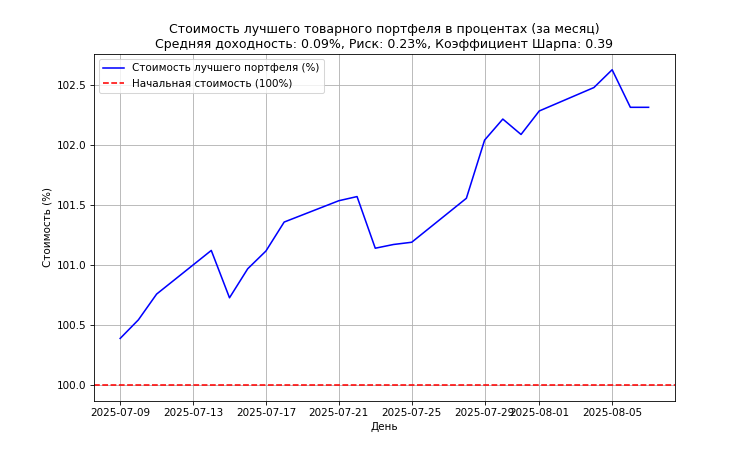 Стоимость лучшего товарного портфеля в процентах (за месяц)
Средняя доходность: 0.09%, Риск: 0.23%, Коэффициент Шарпа: 0.39
Стоимость лучшего портфеля (%)
Начальная стоимость (100%)
Стоимость (%)
102.5
102.0
101.5
101.0
100.5
100.0
2025-07-09 2025-07-13 2025-07-17 2025-07-21 2025-07-25 2025-07-29 2025-08-01 2025-08-05
День